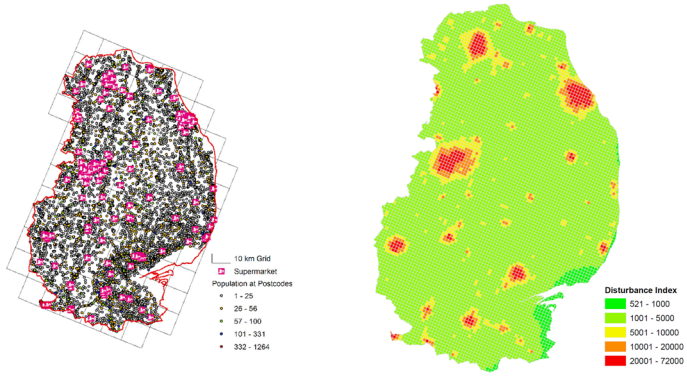 10 km Grid
Supermarket
Population at Postcodes
1 - 25
26 - 56
57 - 100
101 - 331
332 - 1264
Disturbance Index
521 - 1000
1001 - 5000
5001 - 10000
10001 - 20000
20001 - 72000